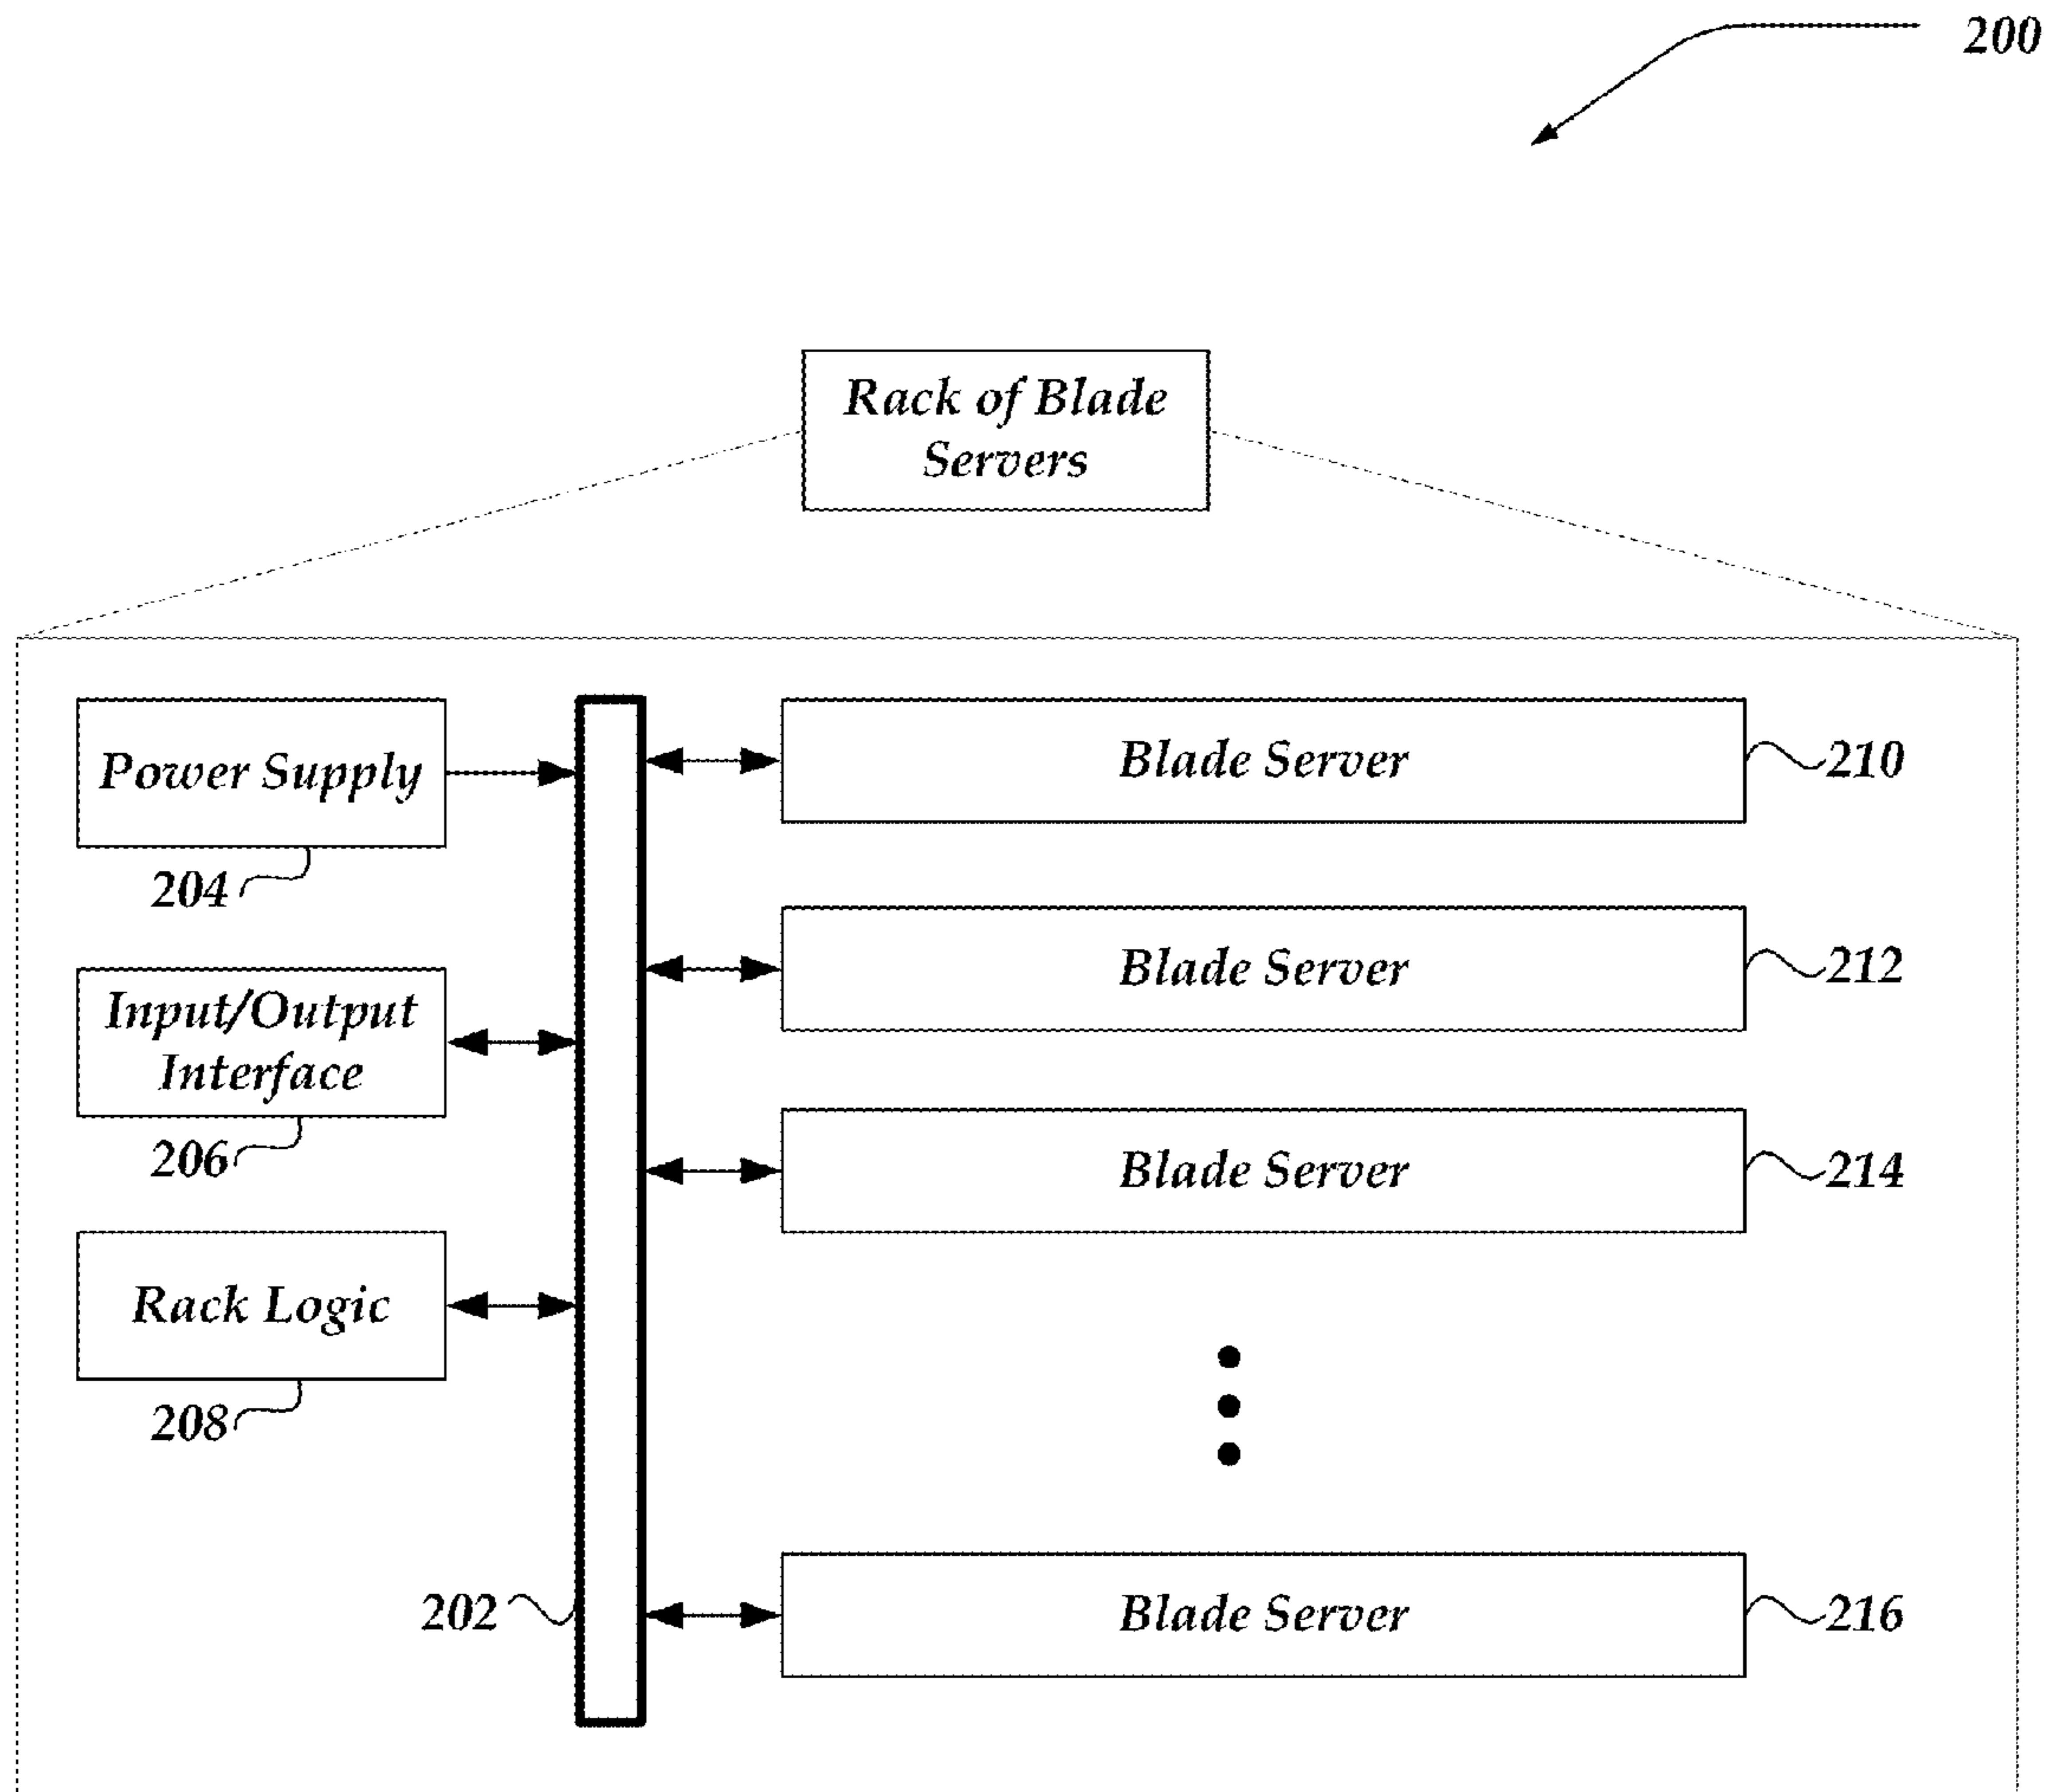 200
Rack of Blade
Servers
Power Supply
204
Input/Output
Interface
206
Rack Logic
208
202
Blade Server
210
Blade Server
212
Blade Server
214
Blade Server
216